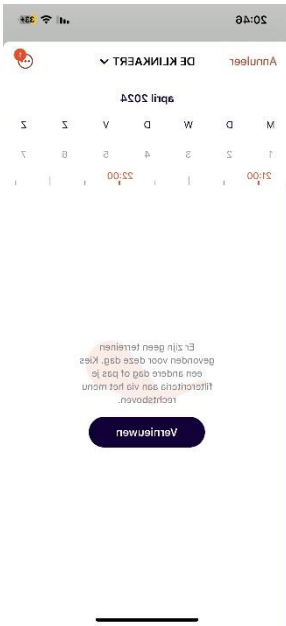 20:46
33
Annuleer DE KLINKAERT 1
april 2024
M D W D V Z Z
1 2 3 4 5 6 7
21:00 22:00
Er zijn geen terreinen
gevonden voor deze dag. Kies
een andere dag of pas je
filtercriteria aan via het menu
rechtsboven.
Vernieuwen